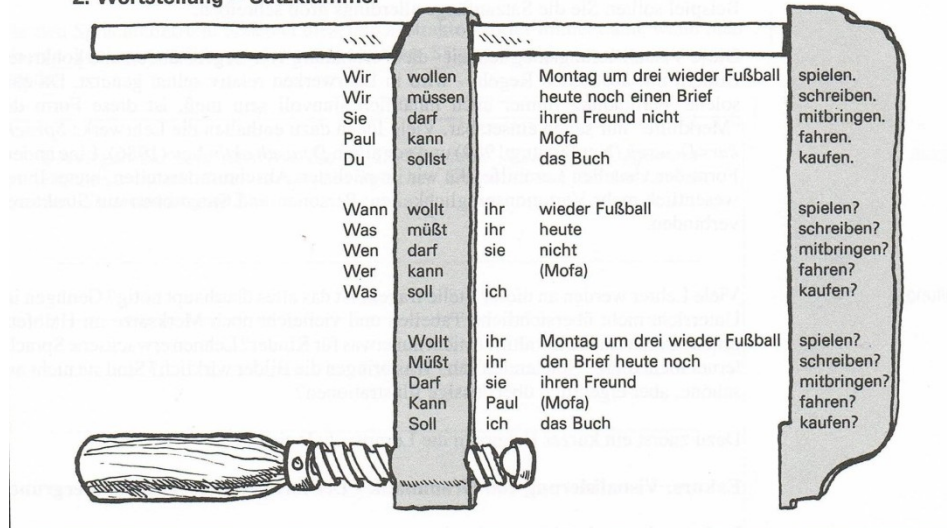 2. Wortstellung
Wir wollen Montag um drei wieder Fußball spielen.
Wir müssen heute noch einen Brief schreiben.
Sie darf ihren Freund nicht mitbringen.
Paul kann Mofa fahren.
Du sollst das Buch kaufen.
Wann wollt ihr wieder Fußball spielen?
Was müßt ihr heute schreiben?
Wen darf sie nicht mitbringen?
Wer kann (Mofa) fahren?
Was soll ich kaufen?
Wollt ihr Montag um drei wieder Fußball spielen?
Müßt ihr den Brief heute noch schreiben?
Darf sie ihren Freund mitbringen?
Kann Paul (Mofa) fahren?
Soll ich das Buch kaufen?